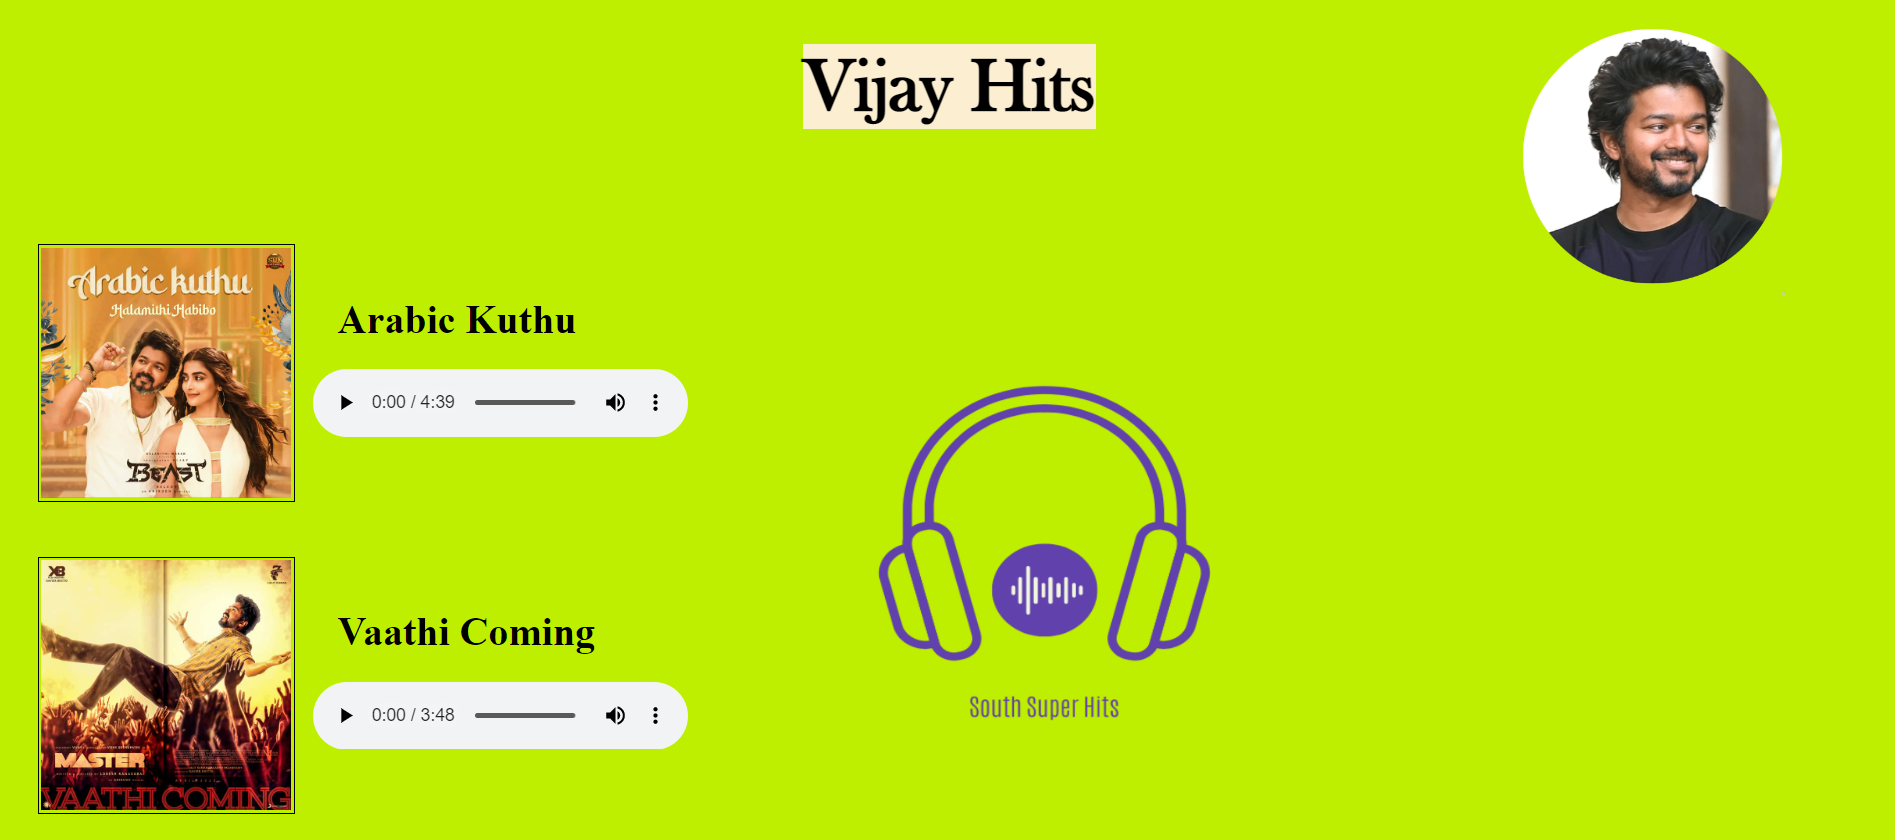 Vijay Hits
Arabic kuthu
Halamithi Habibo
BEAST
Arabic Kuthu
0:00 / 4:39
XB
MASTER
VAATHI COMING
Vaathi Coming
0:00 / 3:48
South Super Hits